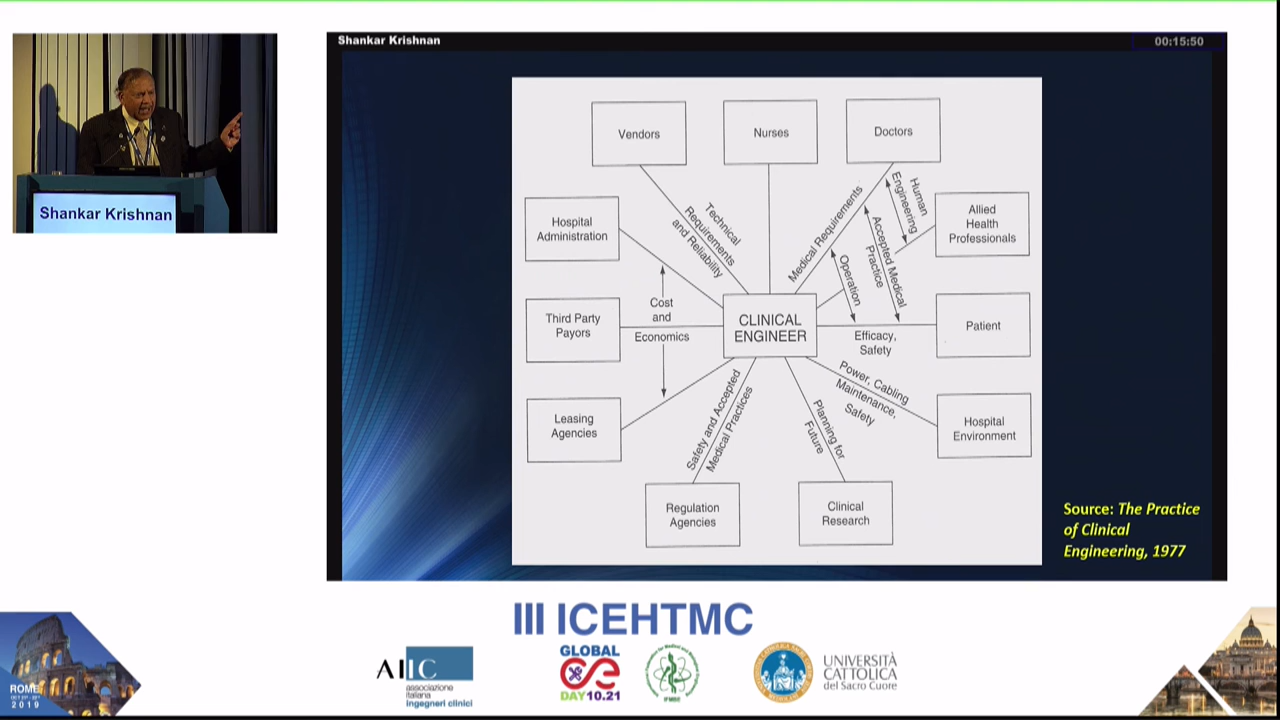 Shankar Krishnan
00:15:50
Shankar Krishnan
Vendors
Nurses
Doctors
Hospital
Administration
Technical
Requirements
and Reliability
Medical Requirements
Human
Engineering
Accepted Medical
Practice
Operation
Allied
Health
Professionals
Third Party
Payors
Cost
and
Economics
CLINICAL
ENGINEER
Efficacy,
Safety
Patient
Leasing
Agencies
Safety and Accepted
Medical Practices
Planning for
Future
Power, Cabling
Maintenance,
Safety
Hospital
Environment
Regulation
Agencies
Clinical
Research
Source: The Practice
of Clinical
Engineering, 1977
III ICEHTMC
ROME
2019
AIIC
associazione
italiana
ingegneri clinici
GLOBAL
CE
DAY10.21
IFMBE
UNIVERSITÀ
CATTOLICA
del Sacro Cuore